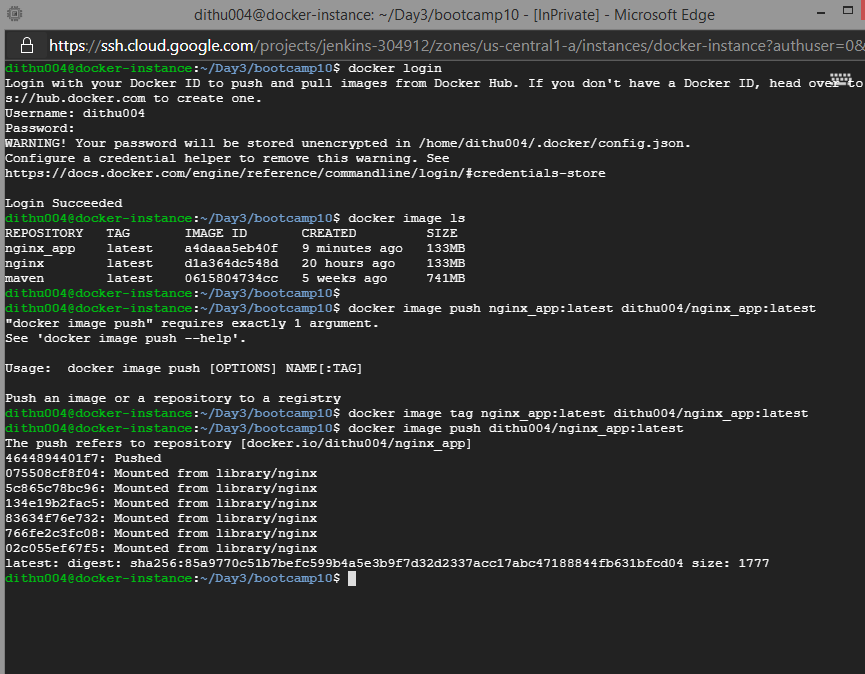 dithu004@docker-instance: ~/Day3/bootcamp10 - [InPrivate] - Microsoft Edge
https://ssh.cloud.google.com/projects/jenkins-304912/zones/us-central1-a/instances/docker-instance?authuser=0&
dithu004@docker-instance:~/Day3/bootcamp10$ docker login
Login with your Docker ID to push and pull images from Docker Hub. If you don't have a Docker ID, head over to
s://hub.docker.com to create one.
Username: dithu004
Password:
WARNING! Your password will be stored unencrypted in /home/dithu004/.docker/config.json.
Configure a credential helper to remove this warning. See
https://docs.docker.com/engine/reference/commandline/login/#credentials-store
Login Succeeded
dithu004@docker-instance:~/Day3/bootcamp10$ docker image ls
REPOSITORY   TAG       IMAGE ID       CREATED         SIZE
nginx_app    latest    a4daaa5eb40f   9 minutes ago   133MB
nginx        latest    d1a364dc548d   20 hours ago    133MB
maven        latest    0615804734cc   5 weeks ago     741MB
dithu004@docker-instance:~/Day3/bootcamp10$
dithu004@docker-instance:~/Day3/bootcamp10$ docker image push nginx_app:latest dithu004/nginx_app:latest
"docker image push" requires exactly 1 argument.
See 'docker image push --help'.
Usage:  docker image push [OPTIONS] NAME[:TAG]
Push an image or a repository to a registry
dithu004@docker-instance:~/Day3/bootcamp10$ docker image tag nginx_app:latest dithu004/nginx_app:latest
dithu004@docker-instance:~/Day3/bootcamp10$ docker image push dithu004/nginx_app:latest
The push refers to repository [docker.io/dithu004/nginx_app]
4644894401f7: Pushed
075508cf8f04: Mounted from library/nginx
5c865c78bc96: Mounted from library/nginx
134e19b2fac5: Mounted from library/nginx
83634f76e732: Mounted from library/nginx
766fe2c3fc08: Mounted from library/nginx
02c055ef67f5: Mounted from library/nginx
latest: digest: sha256:85a9770c51b7befc599b4a5e3b9f7d32d2337acc17abc47188844fb631bfcd04 size: 1777
dithu004@docker-instance:~/Day3/bootcamp10$